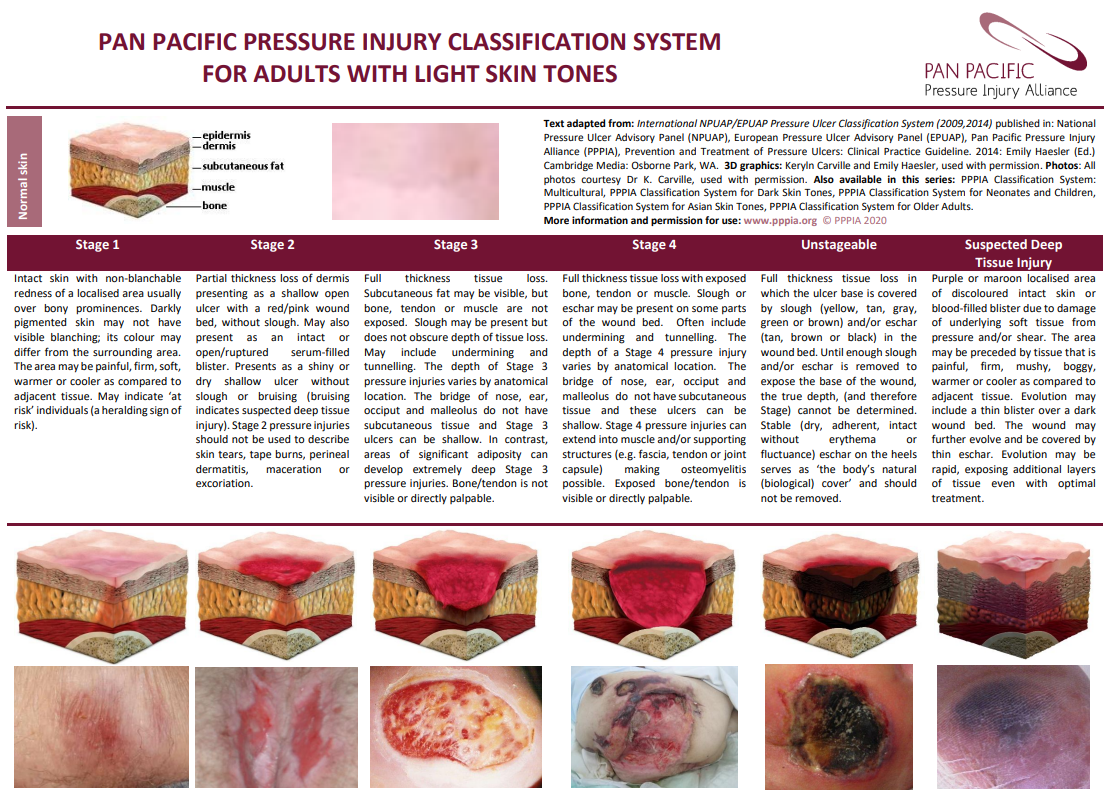 PAN PACIFIC PRESSURE INJURY CLASSIFICATION SYSTEM
FOR ADULTS WITH LIGHT SKIN TONES
PAN PACIFIC
Pressure Injury Alliance
Normal skin
epidermis
dermis
subcutaneous fat
muscle
bone
Text adapted from: International NPUAP/EPUAP Pressure Ulcer Classification System (2009,2014) published in: National
Pressure Ulcer Advisory Panel (NPUAP), European Pressure Ulcer Advisory Panel (EPUAP), Pan Pacific Pressure Injury
Alliance (PPPIA), Prevention and Treatment of Pressure Ulcers: Clinical Practice Guideline. 2014: Emily Haesler (Ed.)
Cambridge Media: Osborne Park, WA. 3D graphics: Keryln Carville and Emily Haesler, used with permission. Photos: All
photos courtesy Dr K. Carville, used with permission. Also available in this series: PPPIA Classification System:
Multicultural, PPPIA Classification System for Dark Skin Tones, PPPIA Classification System for Neonates and Children,
PPPIA Classification System for Asian Skin Tones, PPPIA Classification System for Older Adults.
More information and permission for use: www.pppia.org © PPPIA 2020
Stage 1
Intact skin with non-blanchable
redness of a localised area usually
over bony prominences. Darkly
pigmented skin may not have
visible blanching; its colour may
differ from the surrounding area.
The area may be painful, firm, soft,
warmer or cooler as compared to
adjacent tissue. May indicate 'at
risk' individuals (a heralding sign of
risk).
Stage 2
Partial thickness loss of dermis
presenting as a shallow open
ulcer with a red/pink wound
bed, without slough. May also
present as an intact or
open/ruptured serum-filled
blister. Presents as a shiny or
dry shallow ulcer without
slough or bruising (bruising
indicates suspected deep tissue
injury). Stage 2 pressure injuries
should not be used to describe
skin tears, tape burns, perineal
dermatitis, maceration or
excoriation.
Stage 3
Full thickness tissue loss.
Subcutaneous fat may be visible, but
bone, tendon or muscle are not
exposed. Slough may be present but
does not obscure depth of tissue loss.
May include undermining and
tunnelling. The depth of Stage 3
pressure injuries varies by anatomical
location. The bridge of nose, ear,
occiput and malleolus do not have
subcutaneous tissue and Stage 3
ulcers can be shallow. In contrast,
areas of significant adiposity can
develop extremely deep Stage 3
pressure injuries. Bone/tendon is not
visible or directly palpable.
Stage 4
Full thickness tissue loss with exposed
bone, tendon or muscle. Slough or
eschar may be present on some parts
of the wound bed. Often include
undermining and tunnelling. The
depth of a Stage 4 pressure injury
varies by anatomical location. The
bridge of nose, ear, occiput and
malleolus do not have subcutaneous
tissue and these ulcers can be
shallow. Stage 4 pressure injuries can
extend into muscle and/or supporting
structures (e.g. fascia, tendon or joint
capsule) making osteomyelitis
possible. Exposed bone/tendon is
visible or directly palpable.
Unstageable
Full thickness tissue loss in
which the ulcer base is covered
by slough (yellow, tan, gray,
green or brown) and/or eschar
(tan, brown or black) in the
wound bed. Until enough slough
and/or eschar is removed to
expose the base of the wound,
the true depth, (and therefore
Stage) cannot be determined.
Stable (dry, adherent, intact
without erythema or
fluctuance) eschar on the heels
serves as 'the body's natural
(biological) cover' and should
not be removed.
Suspected Deep
Tissue Injury
Purple or maroon localised area
of discoloured intact skin or
blood-filled blister due to damage
of underlying soft tissue from
pressure and/or shear. The area
may be preceded by tissue that is
painful, firm, mushy, boggy,
warmer or cooler as compared to
adjacent tissue. Evolution may
include a thin blister over a dark
wound bed. The wound may
further evolve and be covered by
thin eschar. Evolution may be
rapid, exposing additional layers
of tissue even with optimal
treatment.